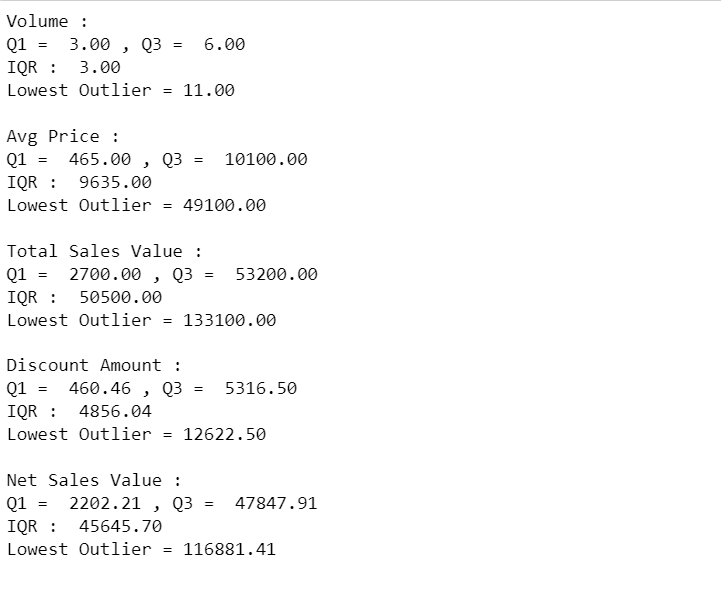 Volume :
Q1 =  3.00 , Q3 =  6.00
IQR :  3.00
Lowest Outlier = 11.00
Avg Price :
Q1 =  465.00 , Q3 =  10100.00
IQR :  9635.00
Lowest Outlier = 49100.00
Total Sales Value :
Q1 =  2700.00 , Q3 =  53200.00
IQR :  50500.00
Lowest Outlier = 133100.00
Discount Amount :
Q1 =  460.46 , Q3 =  5316.50
IQR :  4856.04
Lowest Outlier = 12622.50
Net Sales Value :
Q1 =  2202.21 , Q3 =  47847.91
IQR :  45645.70
Lowest Outlier = 116881.41